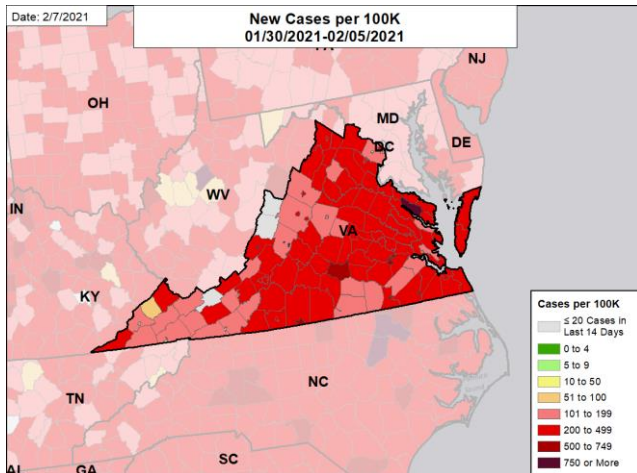 Date: 2/7/2021
New Cases per 100K
01/30/2021-02/05/2021
NJ
OH
MD
DE
DC
WV
IN
VA
KY
TN
NC
SC
GA
Cases per 100K
≤ 20 Cases in
Last 14 Days
0 to 4
5 to 9
10 to 50
51 to 100
101 to 199
200 to 499
500 to 749
750 or More